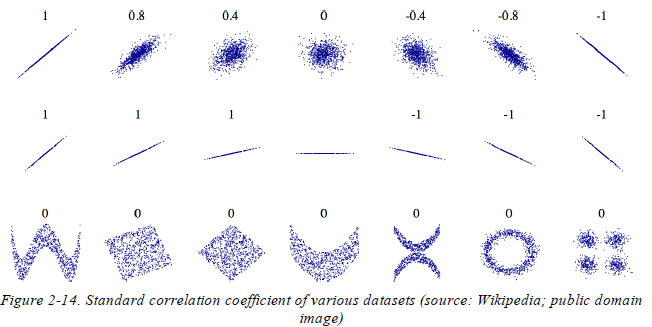 1 0.8 0.4 0 -0.4 -0.8 -1
1 1 1 -1 -1 -1
0 0 0 0 0 0 0
Figure 2-14. Standard correlation coefficient of various datasets (source: Wikipedia; public domain
image)